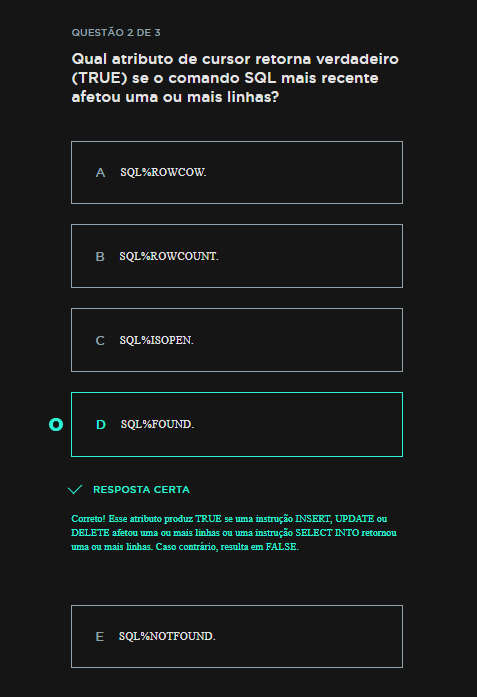 QUESTÃO 2 DE 3
Qual atributo de cursor retorna verdadeiro
(TRUE) se o comando SQL mais recente
afetou uma ou mais linhas?
A SQL%ROWCOW.
B SQL%ROWCOUNT.
C SQL%ISOPEN.
D SQL%FOUND.
RESPOSTA CERTA
Correto! Esse atributo produz TRUE se uma instrução INSERT, UPDATE ou
DELETE afetou uma ou mais linhas ou uma instrução SELECT INTO retornou
uma ou mais linhas. Caso contrário, resulta em FALSE.
E SQL%NOTFOUND.